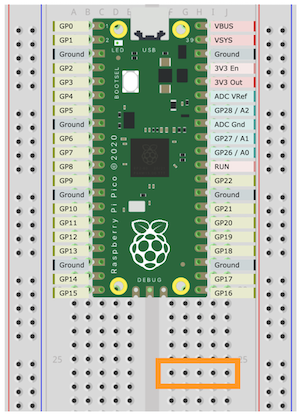 A B C D E F G H I J
GP0 1 USB VBUS
GP1 2 LED 39 VSYS
Ground Ground
GP2 3V3 En
GP3 BOOTSEL 3V3 Out
GP4 ADC VRef
GP5 GP28 / A2
Ground ADC Gnd
GP6 GP27 / A1
GP7 GP26 / A0
GP8 RUN
GP9 GP22
Ground Ground
GP10 GP21
GP11 GP20
GP12 GP19
GP13 GP18
Ground Ground
GP14 GP17
GP15 GP16
Raspberry Pi Pico © 2020
DEBUG
25 25